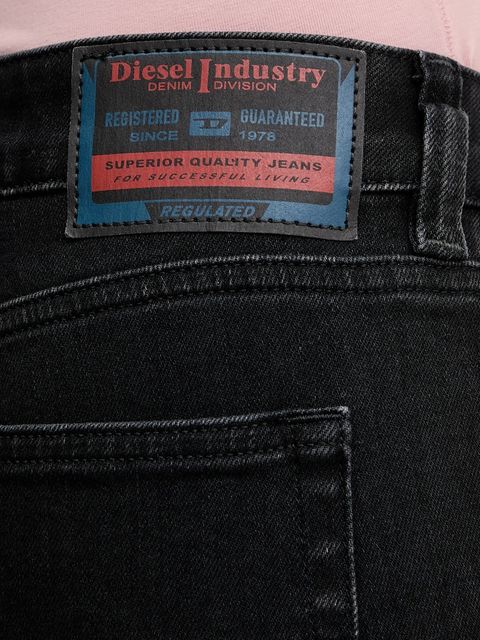 Diesel Industry
DENIM DIVISION
REGISTERED D GUARANTEED
SINCE 1978
SUPERIOR QUALITY JEANS
FOR SUCCESSFUL LIVING
REGULATED